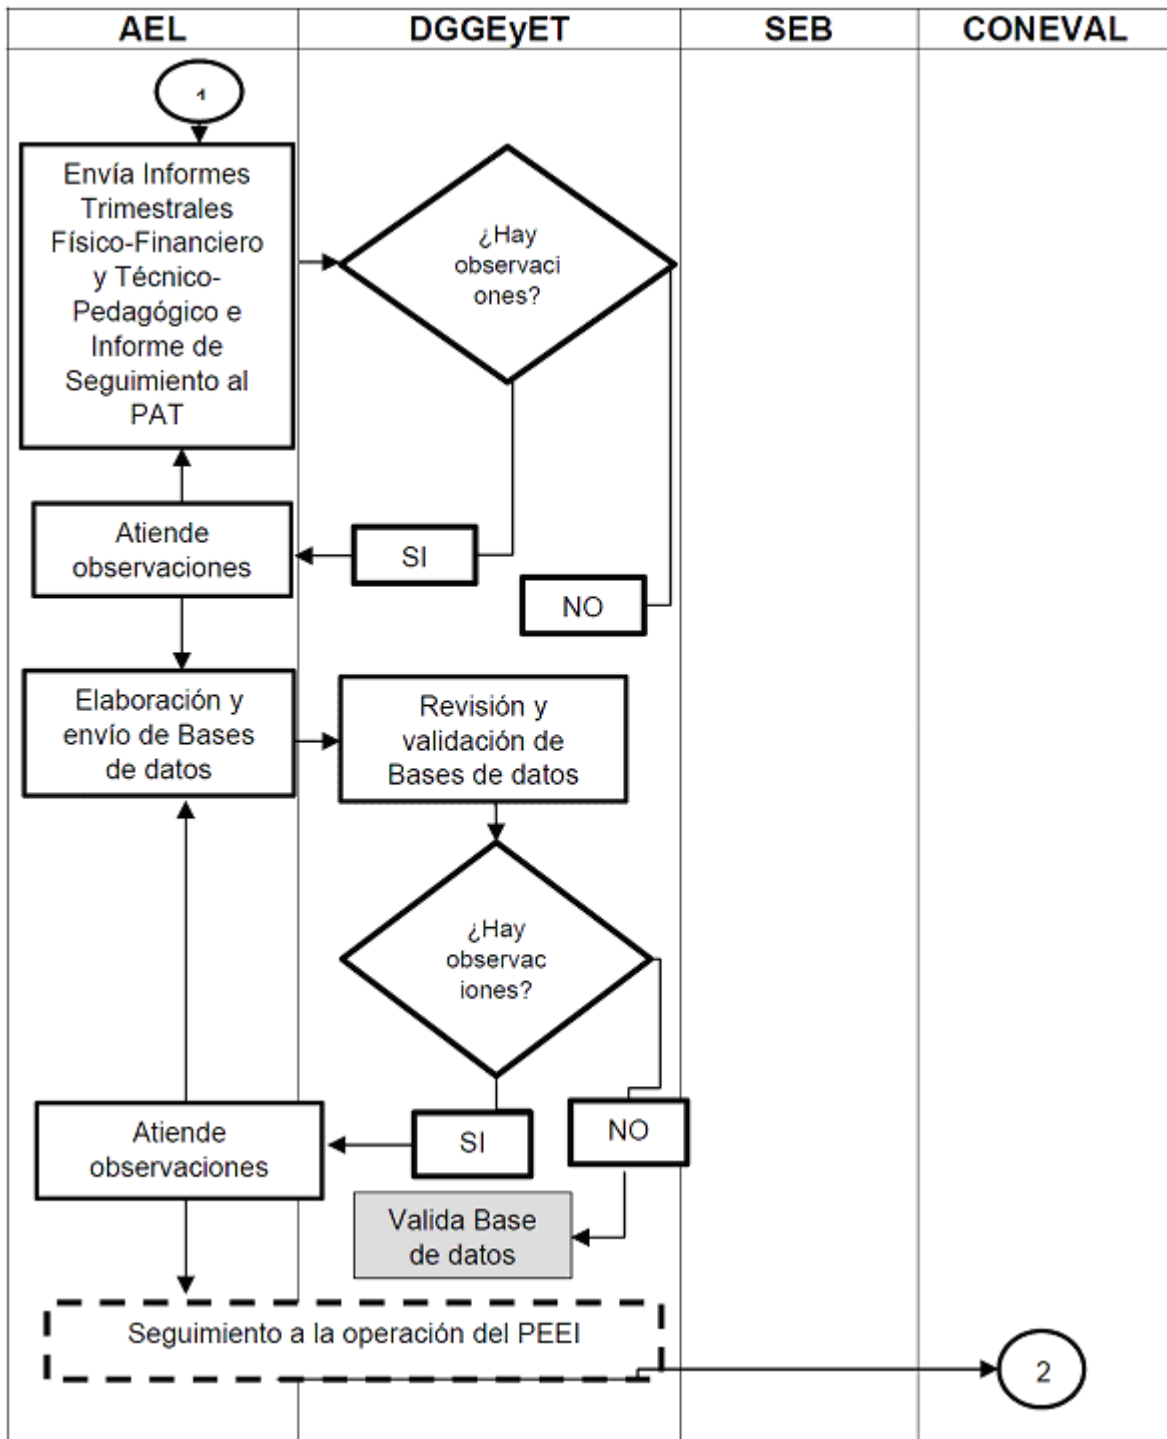 AEL DGGEyET SEB CONEVAL
1
Envía Informes
Trimestrales
Físico-Financiero
y Técnico-
Pedagógico e
Informe de
Seguimiento al
PAT
¿Hay
observaci
ones?
Atiende
observaciones
SI
NO
Elaboración y
envío de Bases
de datos
Revisión y
validación de
Bases de datos
¿Hay
observac
iones?
Atiende
observaciones
SI
NO
Valida Base
de datos
Seguimiento a la operación del PEEI
2